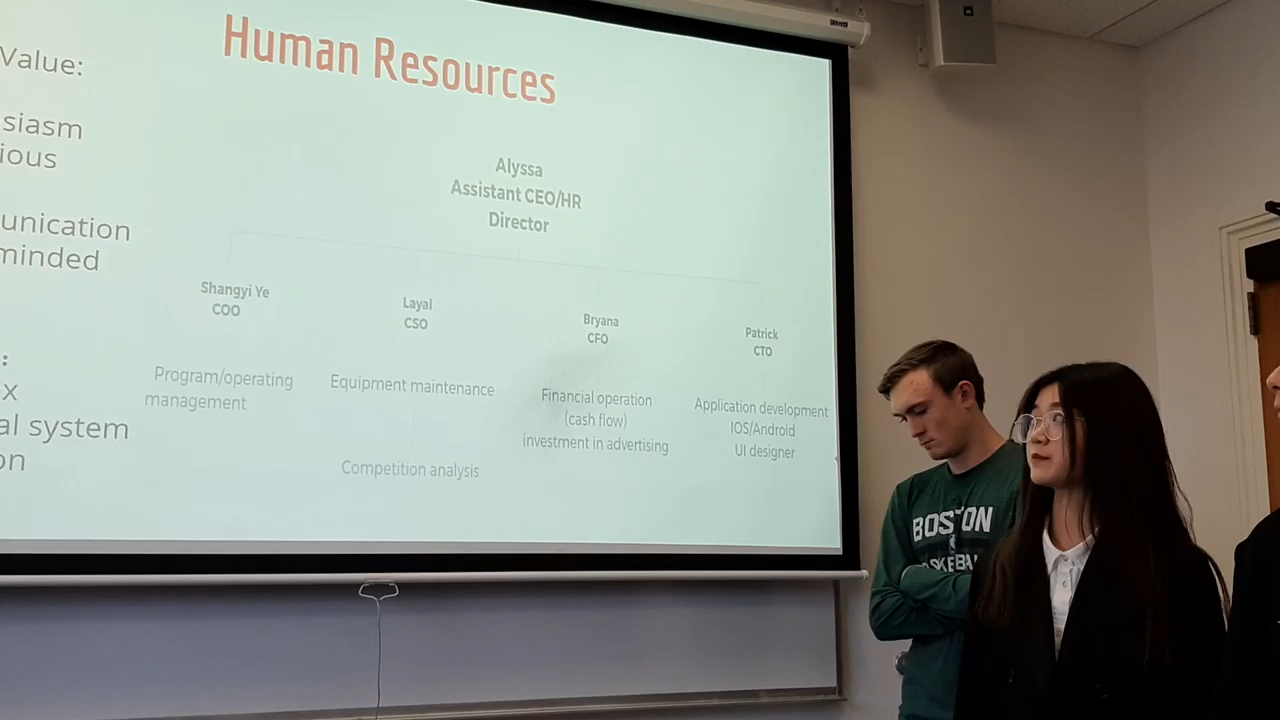 Human Resources
Value:
siasm
ious
unication
minded
:
x
al system
on
Alyssa
Assistant CEO/HR
Director
Shangyi Ye
COO
Program/operating
management
Layal
CSO
Equipment maintenance
Competition analysis
Bryana
CFO
Financial operation
(cash flow)
investment in advertising
Patrick
CTO
Application development
IOS/Android
UI designer
BOSTON